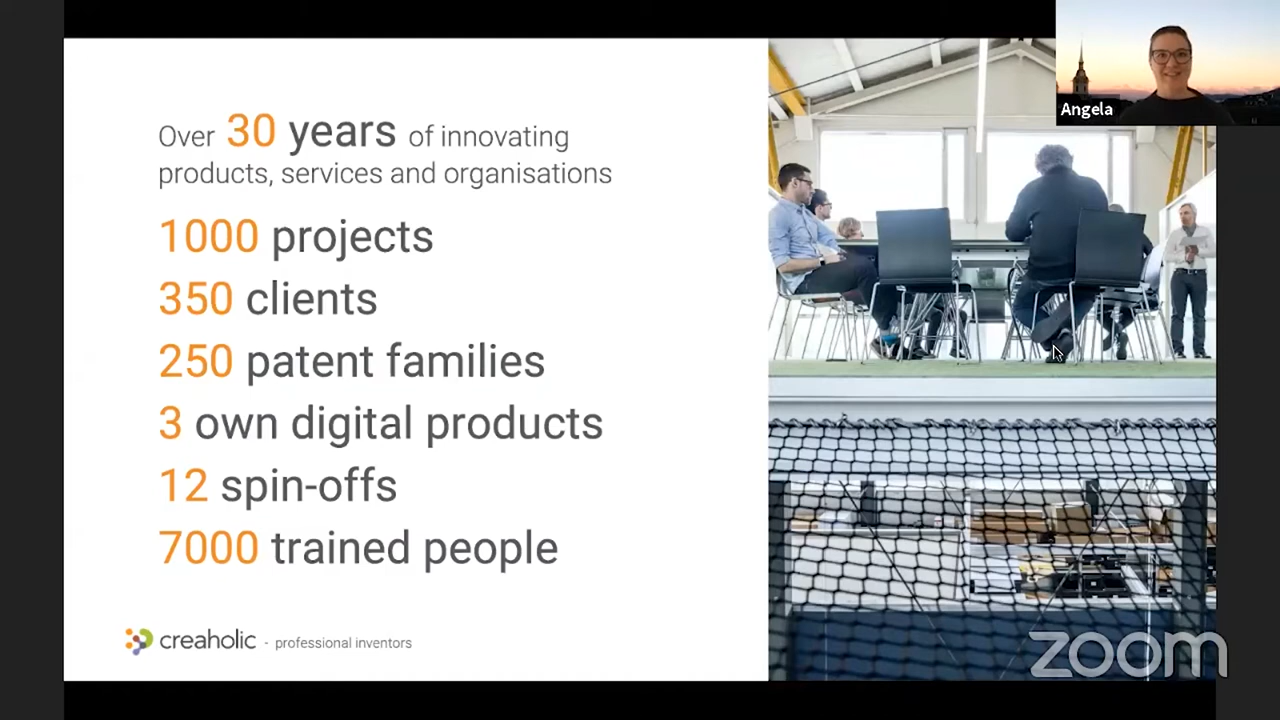 Over 30 years of innovating
products, services and organisations
1000 projects
350 clients
250 patent families
3 own digital products
12 spin-offs
7000 trained people
creaholic - professional inventors
Angela
zoom